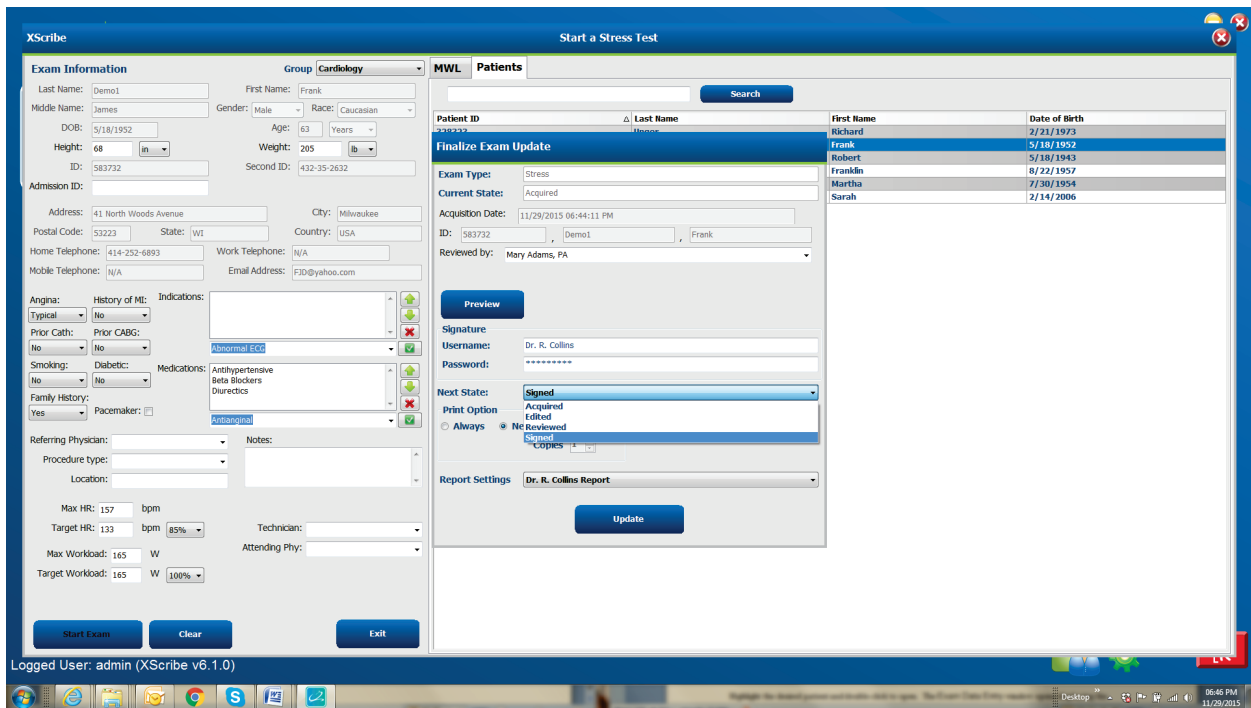 XScribe Start a Stress Test
Exam Information Group Cardiology
Last Name: Demo1 First Name: Frank
Middle Name: James Gender: Male Race: Caucasian
DOB: 5/18/1952 Age: 63 Years
Height: 68 in Weight: 205 lb
ID: 583732 Second ID: 432-35-2632
Admission ID:
Address: 41 North Woods Avenue City: Milwaukee
Postal Code: 53223 State: WI Country: USA
Home Telephone: 414-252-6893 Work Telephone: N/A
Mobile Telephone: N/A Email Address: FJD@yahoo.com
Angina: History of MI: Indications:
Typical No
Prior Cath: Prior CABG:
No No Abnormal ECG
Smoking: Diabetic: Medications: Antihypertensive
No No Beta Blockers
Diurectics
Family History:
Yes Pacemaker: Antianginal
Referring Physician: Notes:
Procedure type:
Location:
Max HR: 157 bpm
Target HR: 133 bpm 85% Technician:
Max Workload: 165 W Attending Phy:
Target Workload: 165 W 100%
Start Exam Clear Exit
MWL Patients
Search
Patient ID Last Name First Name Date of Birth
Richard 2/21/1973
Frank 5/18/1952
Robert 5/18/1943
Franklin 8/22/1957
Martha 7/30/1954
Sarah 2/14/2006
Finalize Exam Update
Exam Type: Stress
Current State: Acquired
Acquisition Date: 11/29/2015 06:44:11 PM
ID: 583732 , Demo1 , Frank
Reviewed by: Mary Adams, PA
Preview
Signature
Username: Dr. R. Collins
Password: *********
Next State: Signed
Acquired
Edited
Reviewed
Signed
Print Option
Always Ne
Copies 1
Report Settings Dr. R. Collins Report
Update
Logged User: admin (XScribe v6.1.0)
Desktop 06:46 PM
11/29/2015